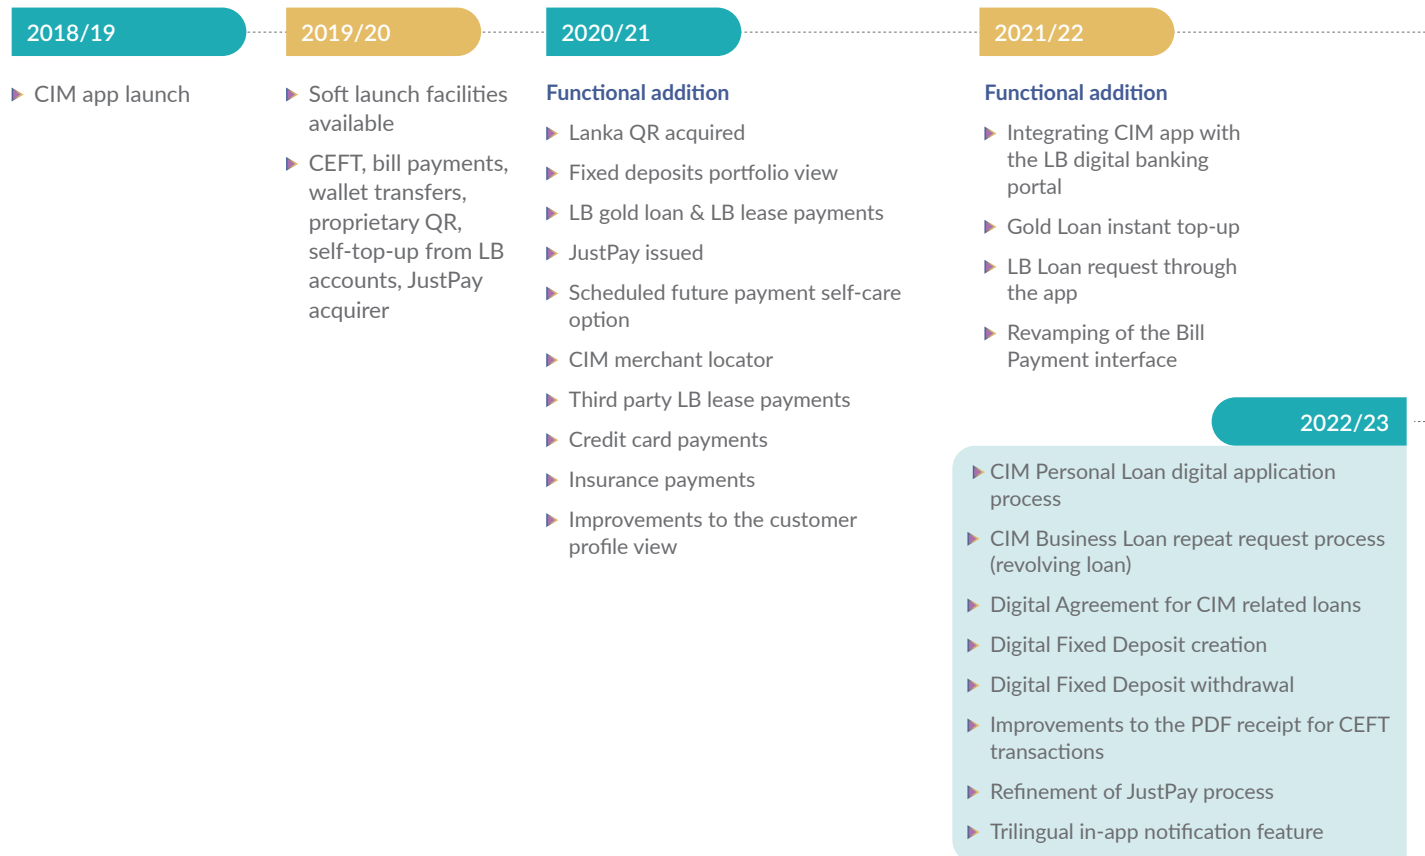 2018/19
CIM app launch
2019/20
Soft launch facilities
available
CEFT, bill payments,
wallet transfers,
proprietary QR,
self-top-up from LB
accounts, JustPay
acquirer
2020/21
Functional addition
Lanka QR acquired
Fixed deposits portfolio view
LB gold loan & LB lease payments
JustPay issued
Scheduled future payment self-care
option
CIM merchant locator
Third party LB lease payments
Credit card payments
Insurance payments
Improvements to the customer
profile view
2021/22
Functional addition
Integrating CIM app with
the LB digital banking
portal
Gold Loan instant top-up
LB Loan request through
the app
Revamping of the Bill
Payment interface
2022/23
CIM Personal Loan digital application
process
CIM Business Loan repeat request process
(revolving loan)
Digital Agreement for CIM related loans
Digital Fixed Deposit creation
Digital Fixed Deposit withdrawal
Improvements to the PDF receipt for CEFT
transactions
Refinement of JustPay process
Trilingual in-app notification feature